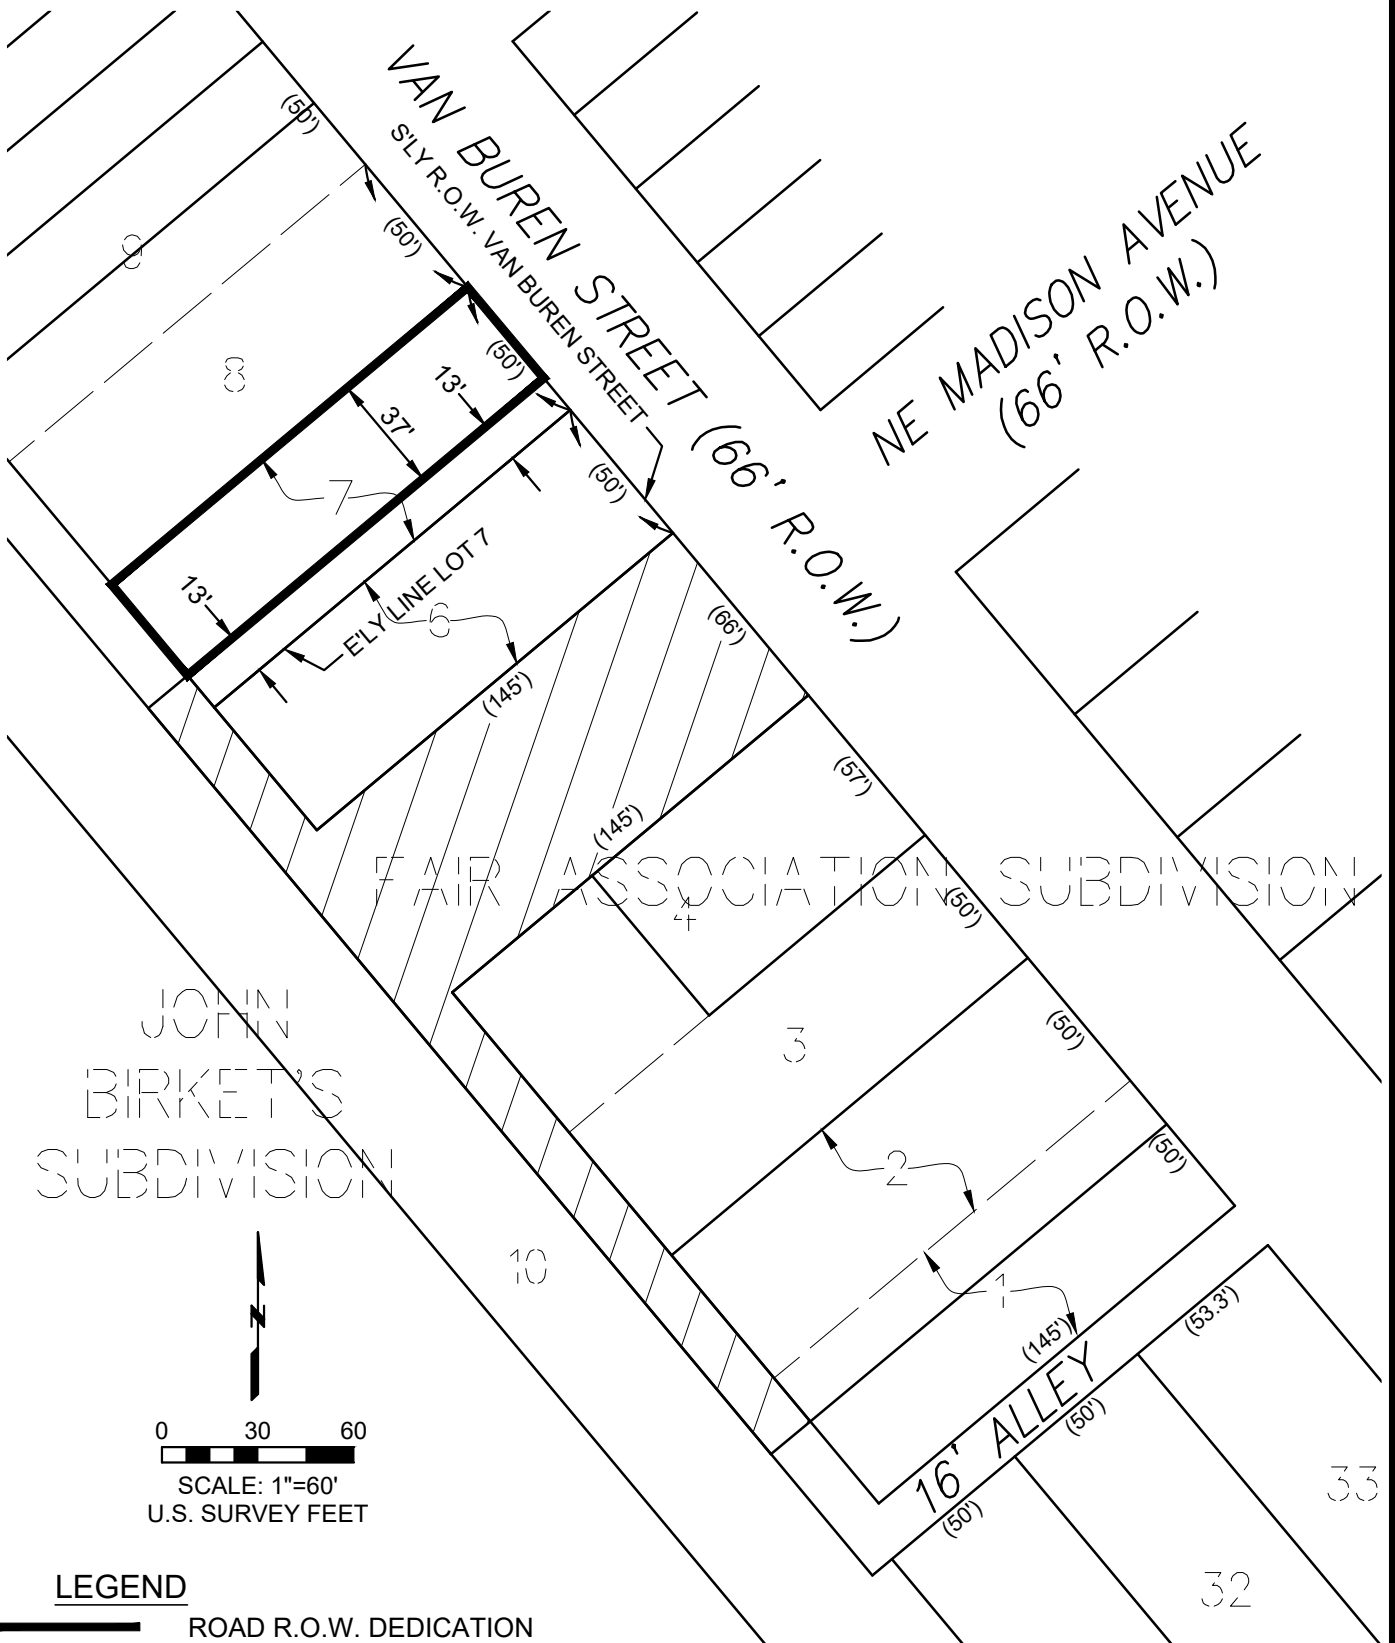 VAN BUREN STREET (66' R.O.W.)
S'LY R.O.W. VAN BUREN STREET
NE MADISON AVENUE
(66' R.O.W.)
(50')
(50')
(50')
(50')
9
8
13'
37'
7
13'
E'LY LINE LOT 7
6
(145')
(66')
(145')
(57')
FAIR ASSOCIATION SUBDIVISION
4
(50')
3
(50')
2
(50')
1
(145')
(53.3')
16' ALLEY
(50')
(50')
JOHN
BIRKET'S
SUBDIVISION
10
33
32
N
0 30 60
SCALE: 1"=60'
U.S. SURVEY FEET
LEGEND
ROAD R.O.W. DEDICATION